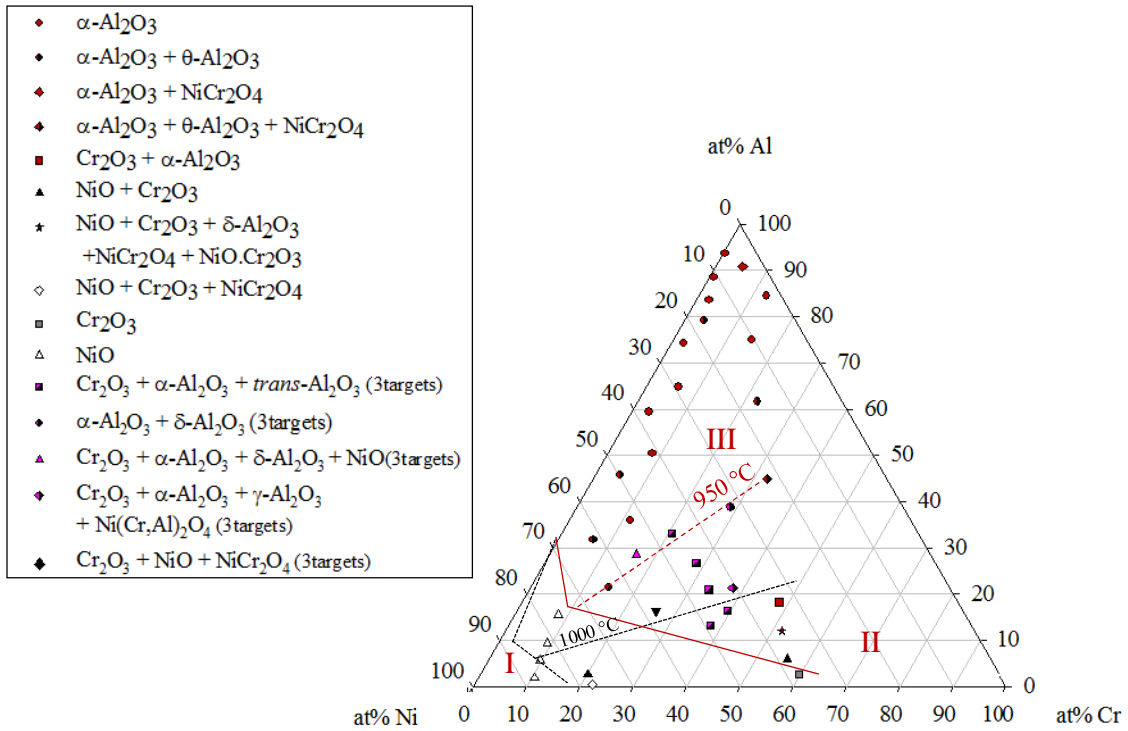 α-Al2O3
α-Al2O3 + θ-Al2O3
α-Al2O3 + NiCr2O4
α-Al2O3 + θ-Al2O3 + NiCr2O4
Cr2O3 + α-Al2O3
NiO + Cr2O3
NiO + Cr2O3 + δ-Al2O3
+NiCr2O4 + NiO.Cr2O3
NiO + Cr2O3 + NiCr2O4
Cr2O3
NiO
Cr2O3 + α-Al2O3 + trans-Al2O3 (3targets)
α-Al2O3 + δ-Al2O3 (3targets)
Cr2O3 + α-Al2O3 + δ-Al2O3 + NiO(3targets)
Cr2O3 + α-Al2O3 + γ-Al2O3
+ Ni(Cr,Al)2O4 (3targets)
Cr2O3 + NiO + NiCr2O4 (3targets)
at% Al
0 100
10 90
20 80
30 70
40 60
III
50 50
950 °C
60 40
70 30
80 20
1000 °C
90 10
I II
100 0
at% Ni 0 10 20 30 40 50 60 70 80 90 100 at% Cr